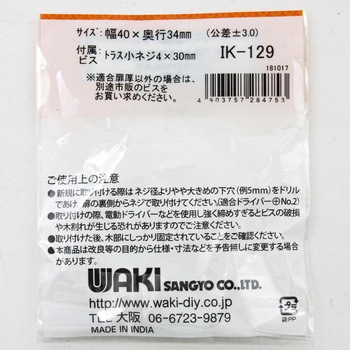 サイズ:幅40×奥行34mm (公差±3.0)
付属ビス:トラス小ネジ4×30mm IK-129
181017
※適合扉厚以外の場合は、
別途市販のビスを
お買い求めください。
4903757284753
ご使用上の注意
●新規に取り付ける際はネジ径よりやや大きめの下穴(例5mm)をドリル
であけ、扉の裏側からネジで取り付けてください。(適合ドライバー⊕No.2)
●取り付けの際、電動ドライバーなどを使用し強く締めすぎるとビスの破損
や木割れが生じる恐れがありますのでご注意ください。
●取り付けた後、木部にしっかり固定されていることをご確認ください。
●本商品は改良等の目的から仕様・寸法などを予告無しに変更する場合
があります。
WAKI SANGYO CO.,LTD.
http://www.waki-diy.co.jp
TEL 大阪 06-6723-9879
MADE IN INDIA
プラ
袋:PP